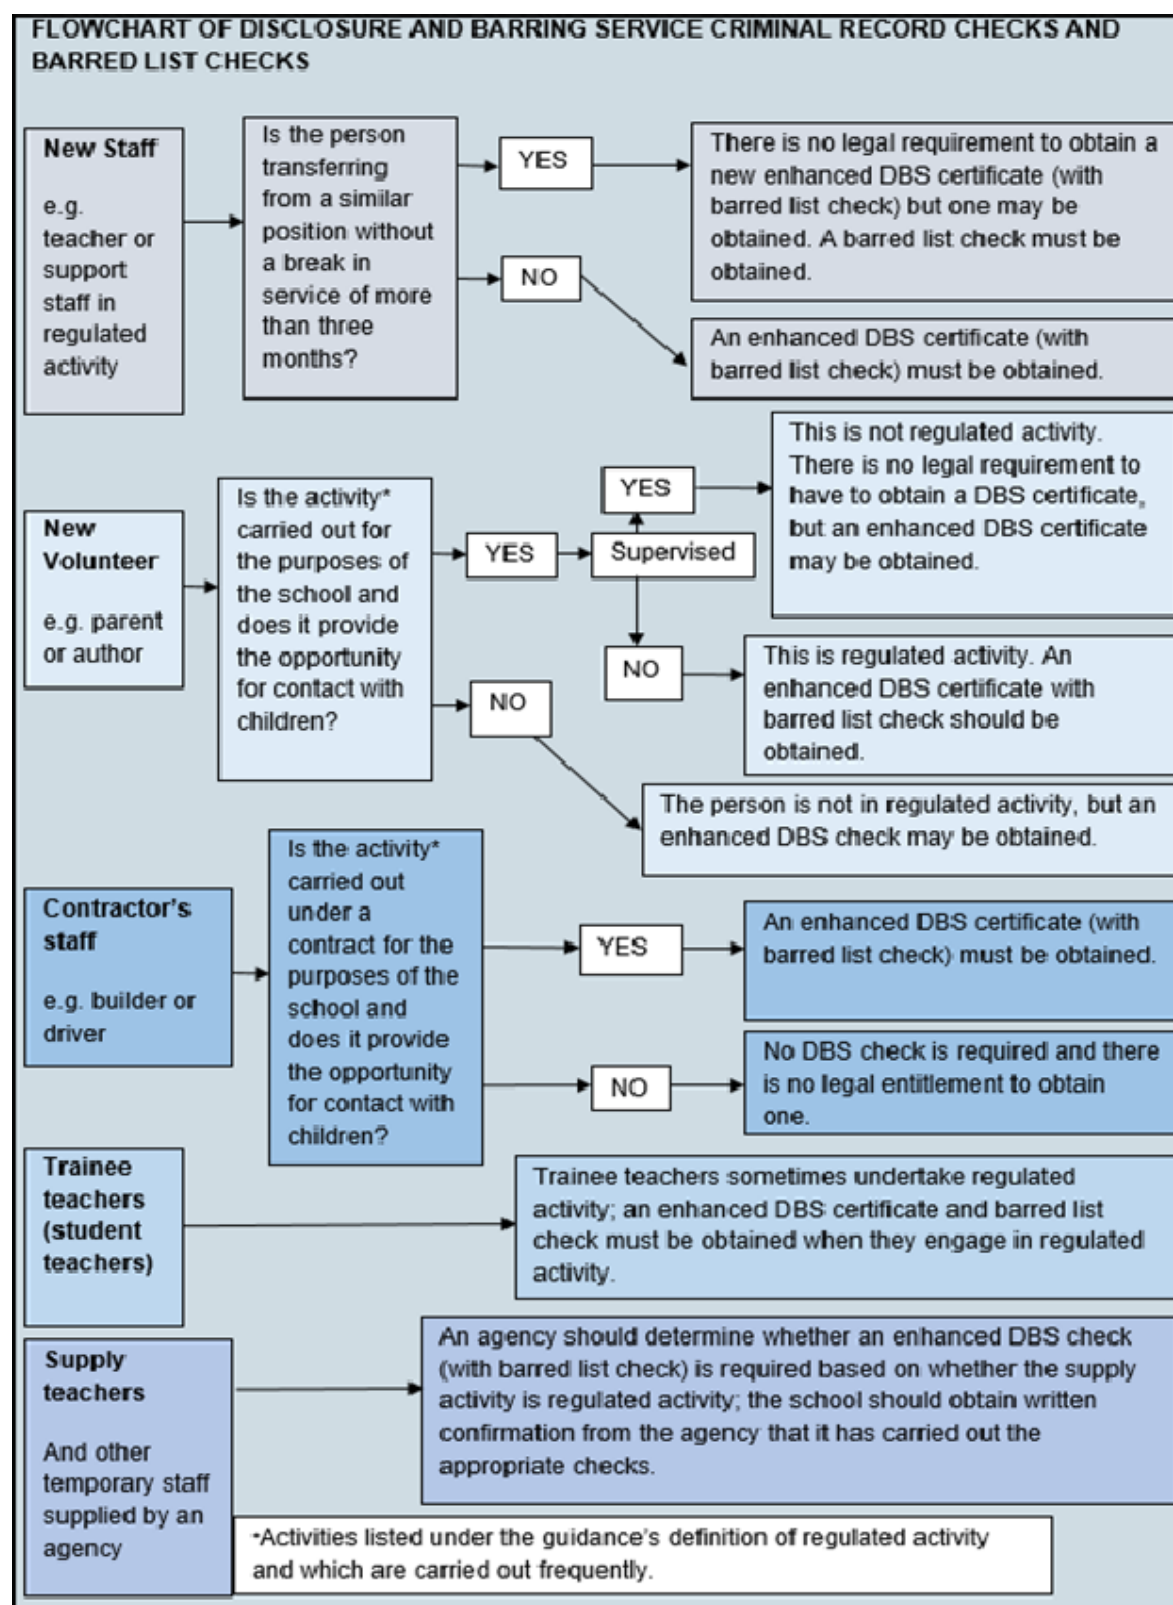 FLOWCHART OF DISCLOSURE AND BARRING SERVICE CRIMINAL RECORD CHECKS AND
BARRED LIST CHECKS
New Staff
e.g.
teacher or
support
staff in
regulated
activity
Is the person
transferring
from a similar
position without
a break in
service of more
than three
months?
YES
There is no legal requirement to obtain a
new enhanced DBS certificate (with
barred list check) but one may be
obtained. A barred list check must be
obtained.
NO
An enhanced DBS certificate (with
barred list check) must be obtained.
New
Volunteer
e.g. parent
or author
Is the activity*
carried out for
the purposes of
the school and
does it provide
the opportunity
for contact with
children?
YES
Supervised
YES
This is not regulated activity.
There is no legal requirement to
have to obtain a DBS certificate,
but an enhanced DBS certificate
may be obtained.
NO
This is regulated activity. An
enhanced DBS certificate with
barred list check should be
obtained.
NO
The person is not in regulated activity, but an
enhanced DBS check may be obtained.
Contractor's
staff
e.g. builder or
driver
Is the activity*
carried out
under a
contract for the
purposes of the
school and
does it provide
the opportunity
for contact with
children?
YES
An enhanced DBS certificate (with
barred list check) must be obtained.
NO
No DBS check is required and there
is no legal entitlement to obtain
one.
Trainee
teachers
(student
teachers)
Trainee teachers sometimes undertake regulated
activity; an enhanced DBS certificate and barred list
check must be obtained when they engage in regulated
activity.
Supply
teachers
And other
temporary staff
supplied by an
agency
An agency should determine whether an enhanced DBS check
(with barred list check) is required based on whether the supply
activity is regulated activity; the school should obtain written
confirmation from the agency that it has carried out the
appropriate checks.
*Activities listed under the guidance's definition of regulated activity
and which are carried out frequently.